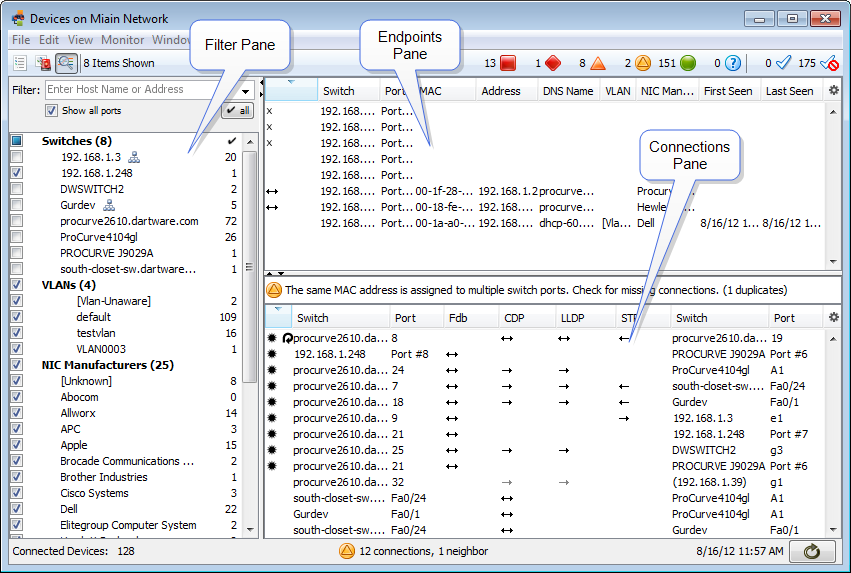 Devices on Miain Network
File Edit View Monitor Window
8 Items Shown
13 1 8 2 151 0 0 175
Filter Pane
Endpoints Pane
Connections Pane
Filter: Enter Host Name or Address
Show all ports
all
Switches (8)
192.168.1.3 20
192.168.1.248 1
DWSWITCH2 2
Gurdev 1
procurve2610.dartware.com 72
ProCurve4104gl 26
PROCURVE J9029A 1
south-closet-sw.dartware... 1
VLANs (4)
[Vlan-Unaware] 2
default 109
testvlan 16
VLAN0003 1
NIC Manufacturers (25)
[Unknown] 8
Abocom 0
Allworx 14
APC 3
Apple 15
Brocade Communications ... 2
Brother Industries 1
Cisco Systems 3
Dell 22
Elitegroup Computer System 2
Switch Port MAC Address DNS Name VLAN NIC Man... First Seen Last Seen
x 192.168.... Port...
x 192.168.... Port...
x 192.168.... Port...
192.168.... Port...
192.168.... Port...
192.168.... Port... 00-1f-28-... 192.168.1.2 procurve... Procur...
192.168.... Port... 00-18-fe-... 192.168.... procurve... Hewle...
192.168.... Port... 00-1a-a0-... 192.168.... dhcp-60... [Vla... Dell 8/16/12 1... 8/16/12 1...
The same MAC address is assigned to multiple switch ports. Check for missing connections. (1 duplicates)
Switch Port Fdb CDP LLDP STP Switch Port
procurve2610.da... 8 procurve2610.da... 19
192.168.1.248 Port #8 PROCURVE J9029A Port #6
procurve2610.da... 24 ProCurve4104gl A1
procurve2610.da... 7 south-closet-sw.... Fa0/24
procurve2610.da... 18 Gurdev Fa0/1
procurve2610.da... 9 192.168.1.3 e1
procurve2610.da... 21 192.168.1.248 Port #7
procurve2610.da... 25 DWSWITCH2 g3
procurve2610.da... 21 PROCURVE J9029A Port #6
procurve2610.da... 32 (192.168.1.39) g1
south-closet-sw.... Fa0/24 ProCurve4104gl A1
Gurdev Fa0/1 ProCurve4104gl A1
south-closet-sw.... Fa0/24 Gurdev Fa0/1
Connected Devices: 128
12 connections, 1 neighbor
8/16/12 11:57 AM